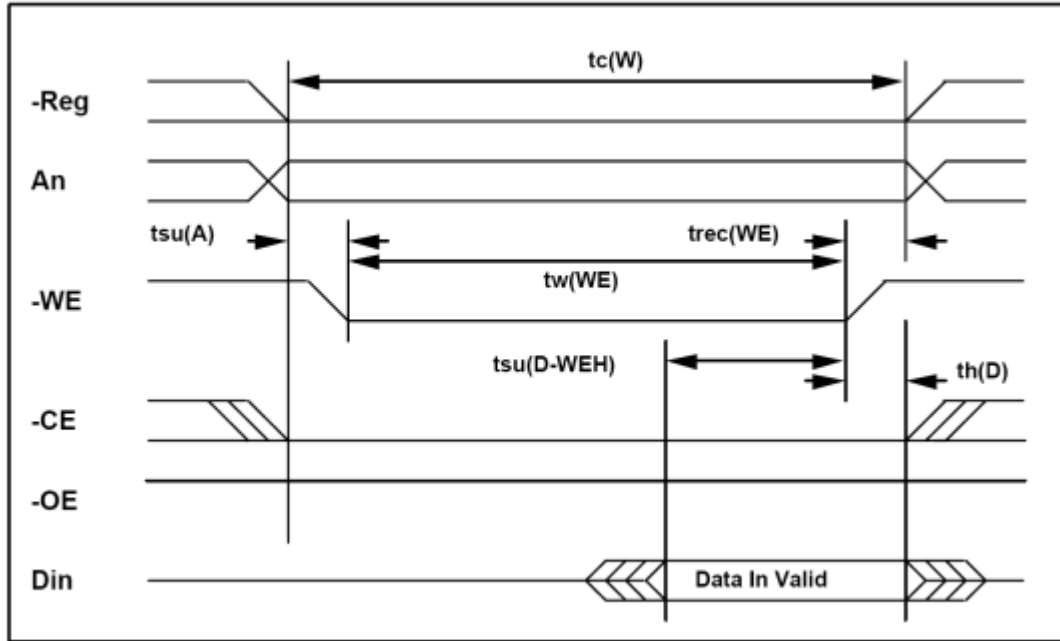 tc(W)
-Reg
An
tsu(A)
trec(WE)
tw(WE)
-WE
tsu(D-WEH)
th(D)
-CE
-OE
Din
Data In Valid